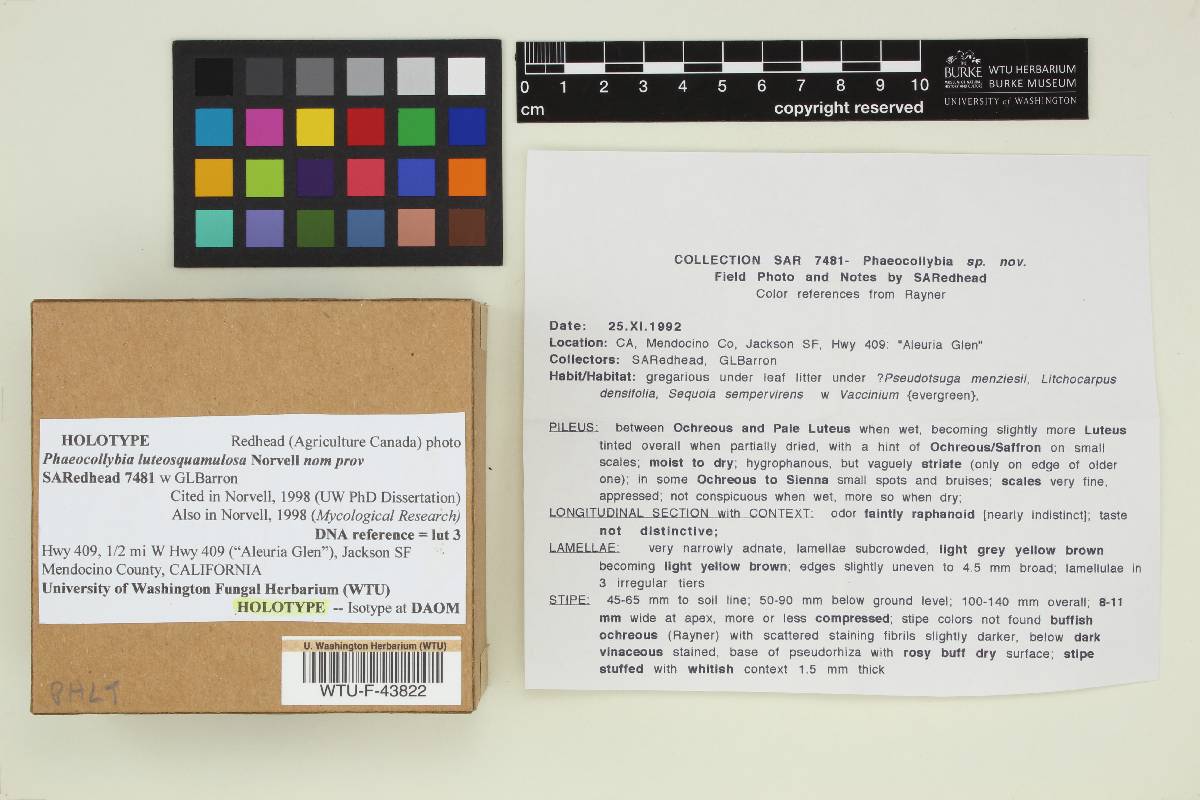 0 1 2 3 4 5 6 7 8 9 10
cm
copyright reserved
BURKE
WTU HERBARIUM
BURKE MUSEUM
UNIVERSITY of WASHINGTON
COLLECTION SAR 7481- Phaeocollybia sp. nov.
Field Photo and Notes by SARedhead
Color references from Rayner
Date: 25.XI.1992
Location: CA, Mendocino Co, Jackson SF, Hwy 409: "Aleuria Glen"
Collectors: SARedhead, GLBarron
Habit/Habitat: gregarious under leaf litter under ?Pseudotsuga menziesii, Litchocarpus
densifolia, Sequoia sempervirens w Vaccinium {evergreen},
PILEUS: between Ochreous and Pale Luteus when wet, becoming slightly more Luteus
tinted overall when partially dried, with a hint of Ochreous/Saffron on small
scales; moist to dry; hygrophanous, but vaguely striate (only on edge of older
one); in some Ochreous to Sienna small spots and bruises; scales very fine,
appressed; not conspicuous when wet, more so when dry;
LONGITUDINAL SECTION with CONTEXT: odor faintly raphanoid [nearly indistinct]; taste
not distinctive;
LAMELLAE: very narrowly adnate, lamellae subcrowded, light grey yellow brown
becoming light yellow brown; edges slightly uneven to 4.5 mm broad; lamellulae in
3 irregular tiers
STIPE: 45-65 mm to soil line; 50-90 mm below ground level; 100-140 mm overall; 8-11
mm wide at apex, more or less compressed; stipe colors not found buffish
ochreous (Rayner) with scattered staining fibrils slightly darker, below dark
vinaceous stained, base of pseudorhiza with rosy buff dry surface; stipe
stuffed with whitish context 1.5 mm thick
HOLOTYPE Redhead (Agriculture Canada) photo
Phaeocollybia luteosquamulosa Norvell nom prov
SARedhead 7481 w GLBarron
Cited in Norvell, 1998 (UW PhD Dissertation)
Also in Norvell, 1998 (Mycological Research)
DNA reference = lut 3
Hwy 409, 1/2 mi W Hwy 409 (“Aleuria Glen”), Jackson SF
Mendocino County, CALIFORNIA
University of Washington Fungal Herbarium (WTU)
HOLOTYPE -- Isotype at DAOM
U. Washington Herbarium (WTU)
WTU-F-43822
PHLT